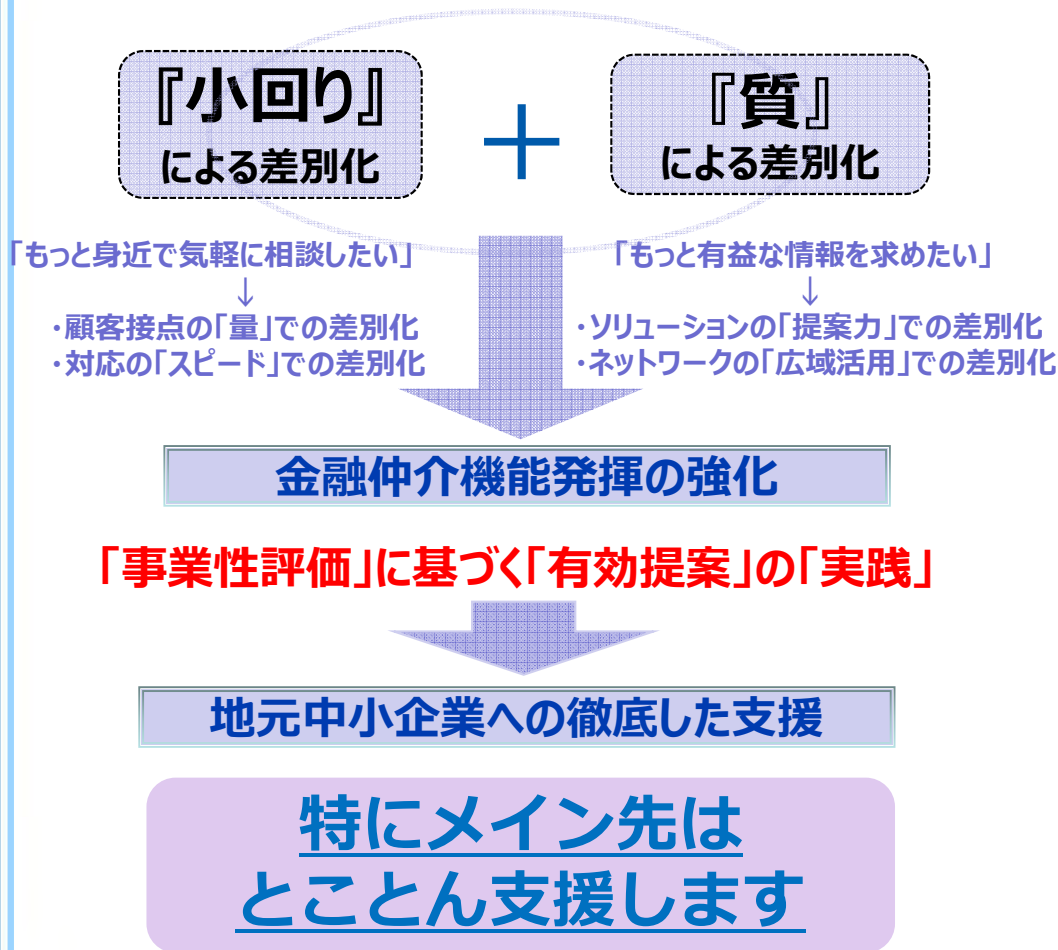 『小回り』
による差別化
＋
『質』
による差別化
「もっと身近で気軽に相談したい」
↓
・顧客接点の「量」での差別化
・対応の「スピード」での差別化
「もっと有益な情報を求めたい」
↓
・ソリューションの「提案力」での差別化
・ネットワークの「広域活用」での差別化
金融仲介機能発揮の強化
「事業性評価」に基づく「有効提案」の「実践」
地元中小企業への徹底した支援
特にメイン先は
とことん支援します